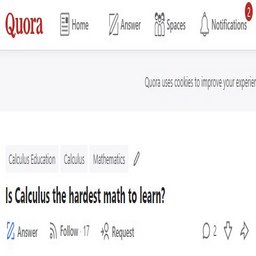 Quora Home Answer Spaces Notifications 2
Quora uses cookies to improve your experien
Calculus Education Calculus Mathematics
Is Calculus the hardest math to learn?
Answer Follow · 17 Request 2